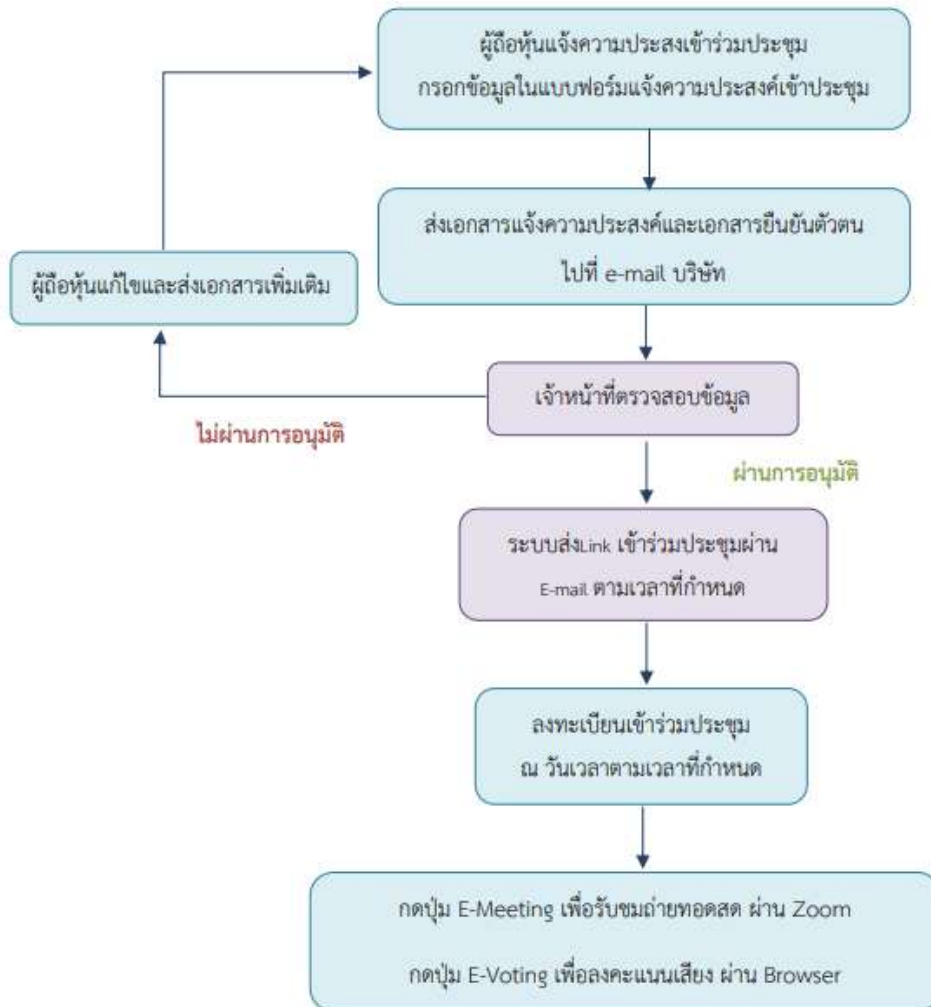 ผู้ถือหุ้นแจ้งความประสงเข้าร่วมประชุม
กรอกข้อมูลในแบบฟอร์มแจ้งความประสงค์เข้าประชุม
ส่งเอกสารแจ้งความประสงค์และเอกสารยืนยันตัวตน
ไปที่ e-mail บริษัท
ผู้ถือหุ้นแก้ไขและส่งเอกสารเพิ่มเติม
เจ้าหน้าที่ตรวจสอบข้อมูล
ไม่ผ่านการอนุมัติ
ผ่านการอนุมัติ
ระบบส่งLink เข้าร่วมประชุมผ่าน
E-mail ตามเวลาที่กำหนด
ลงทะเบียนเข้าร่วมประชุม
ณ วันเวลาตามเวลาที่กำหนด
กดปุ่ม E-Meeting เพื่อรับชมถ่ายทอดสด ผ่าน Zoom
กดปุ่ม E-Voting เพื่อลงคะแนนเสียง ผ่าน Browser